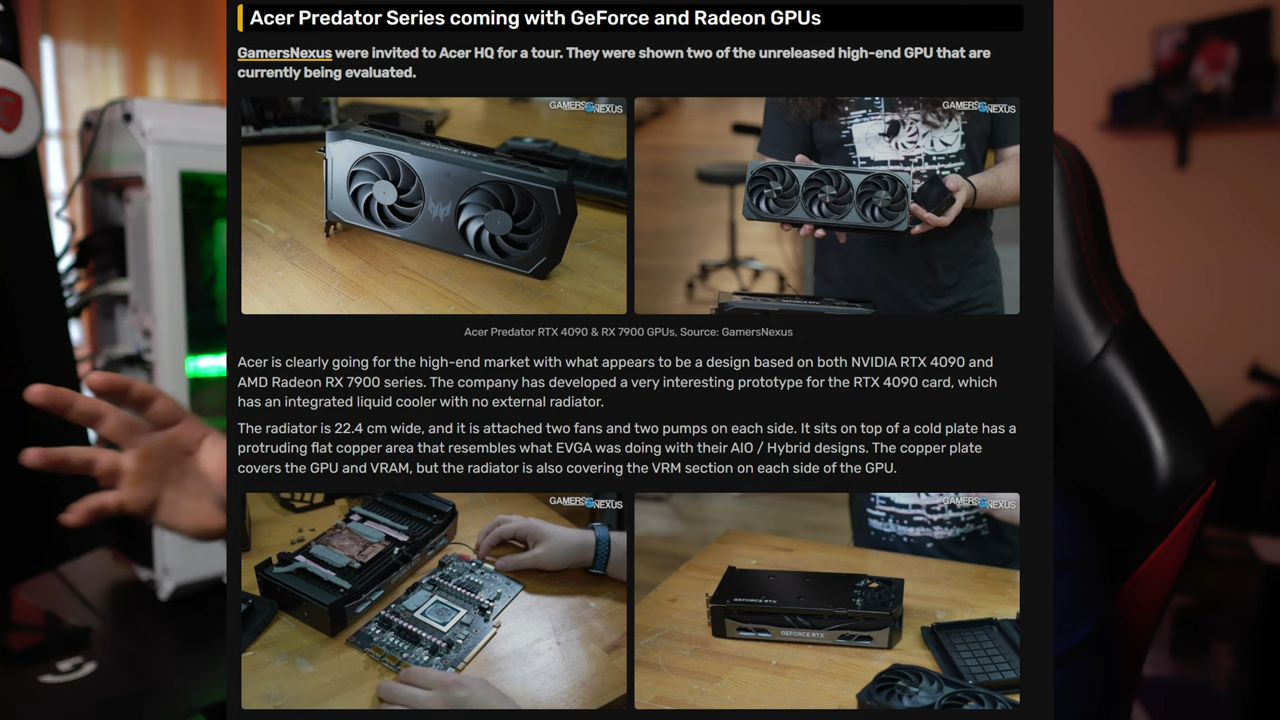 Acer Predator Series coming with GeForce and Radeon GPUs
GamersNexus were invited to Acer HQ for a tour. They were shown two of the unreleased high-end GPU that are
currently being evaluated.
GAMERS NEXUS
GEFORCE RTX
GAMERS NEXUS
GEFORCE RTX
Acer Predator RTX 4090 & RX 7900 GPUs, Source: GamersNexus
Acer is clearly going for the high-end market with what appears to be a design based on both NVIDIA RTX 4090 and
AMD Radeon RX 7900 series. The company has developed a very interesting prototype for the RTX 4090 card, which
has an integrated liquid cooler with no external radiator.
The radiator is 22.4 cm wide, and it is attached two fans and two pumps on each side. It sits on top of a cold plate has a
protruding flat copper area that resembles what EVGA was doing with their AIO / Hybrid designs. The copper plate
covers the GPU and VRAM, but the radiator is also covering the VRM section on each side of the GPU.
GAMERS NEXUS
GEFORCE RTX
GAMERS NEXUS
GEFORCE RTX
GEFORCE RTX